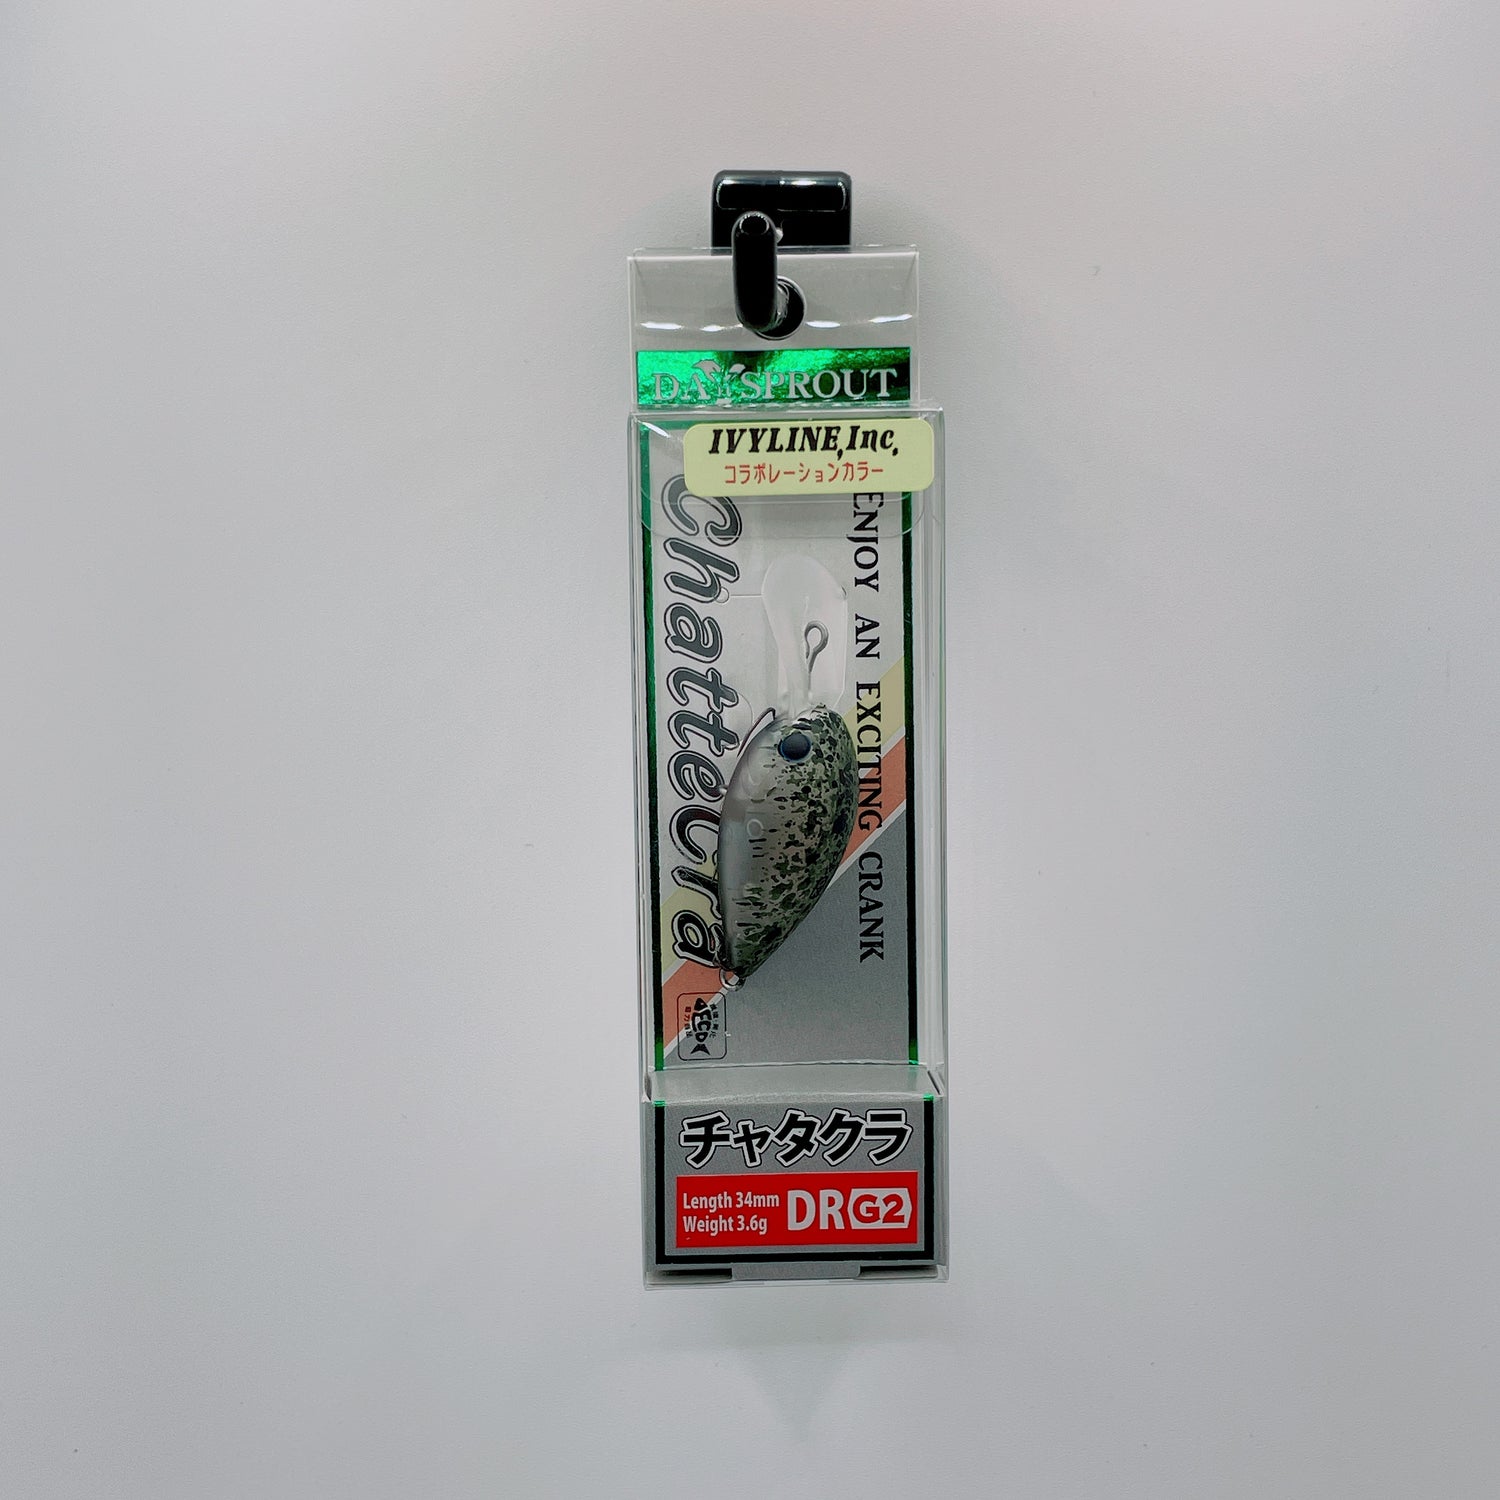 DAYSPROUT
IVYLINE,Inc.
コラボレーションカラー
ChatteCra
ENJOY AN EXCITING CRANK
ECO
チャタクラ
Length 34mm
Weight 3.6g
DR G2